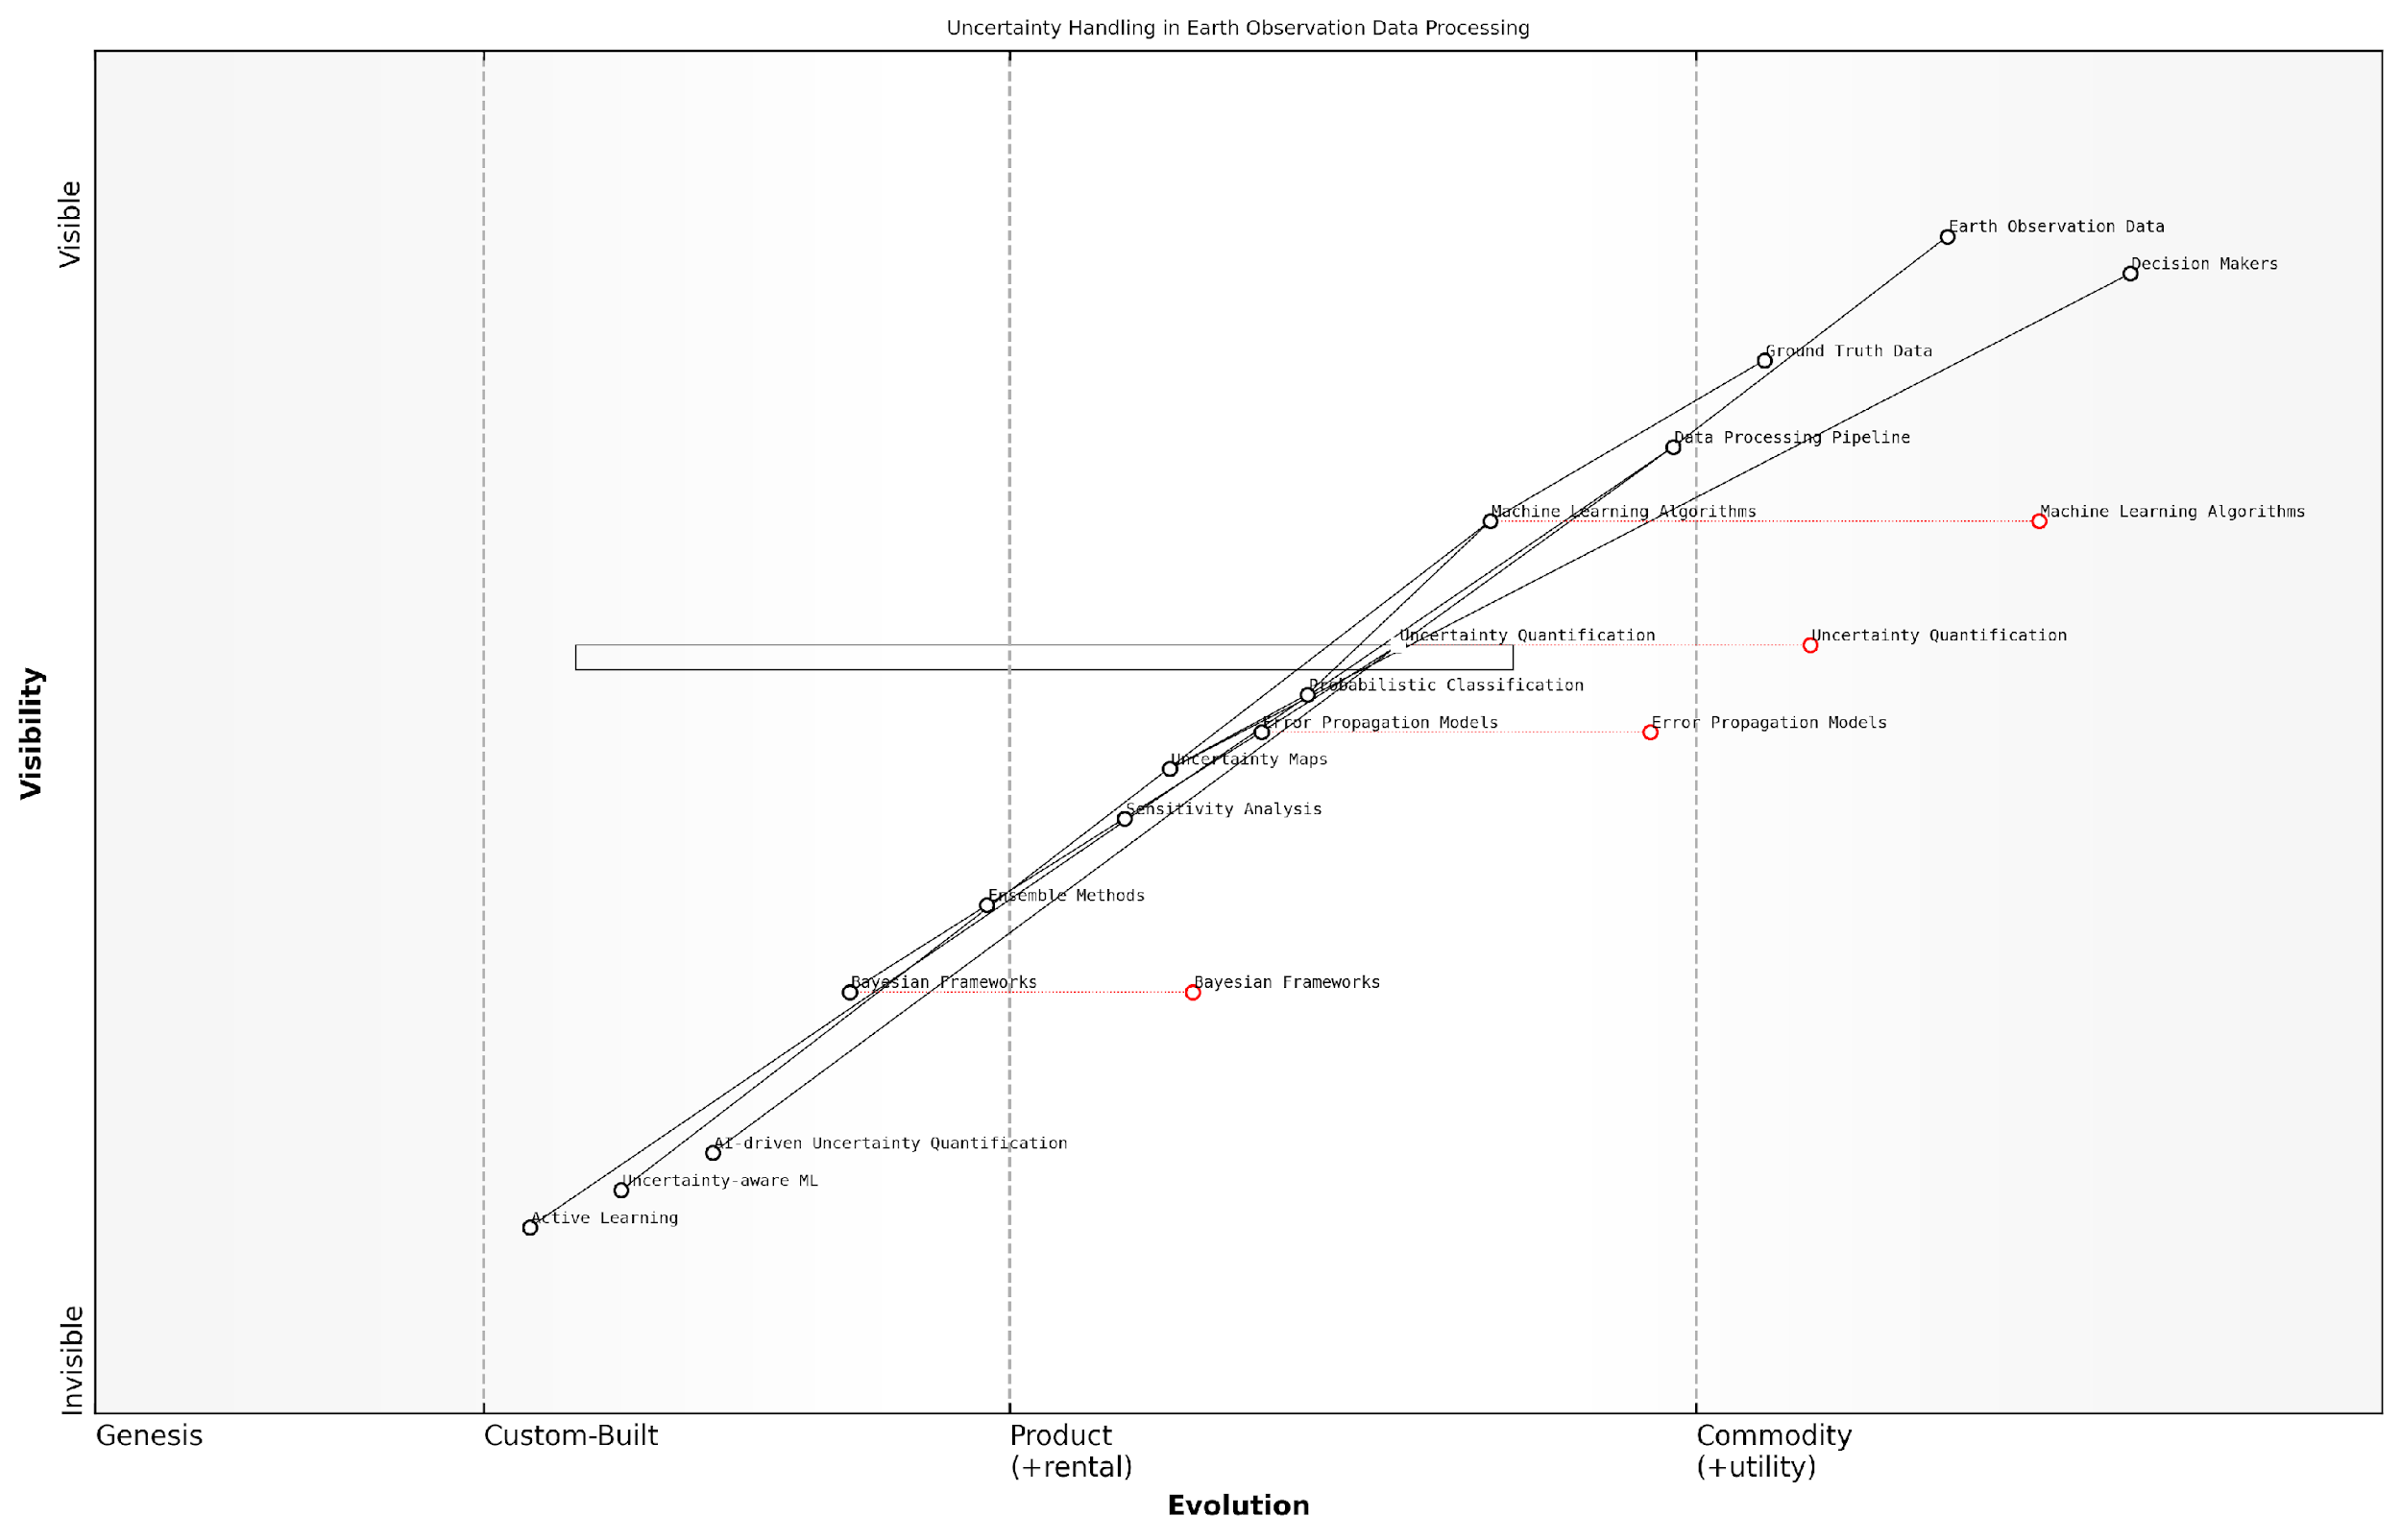 Uncertainty Handling in Earth Observation Data Processing
Visible
Earth Observation Data
Decision Makers
Ground Truth Data
Data Processing Pipeline
Machine Learning Algorithms
Machine Learning Algorithms
Uncertainty Quantification
Uncertainty Quantification
Probabilistic Classification
Error Propagation Models
Error Propagation Models
Uncertainty Maps
Visibility
Sensitivity Analysis
Ensemble Methods
Bayesian Frameworks
Bayesian Frameworks
AI-driven Uncertainty Quantification
Uncertainty-aware ML
Active Learning
Invisible
Genesis
Custom-Built
Product
(+rental)
Commodity
(+utility)
Evolution